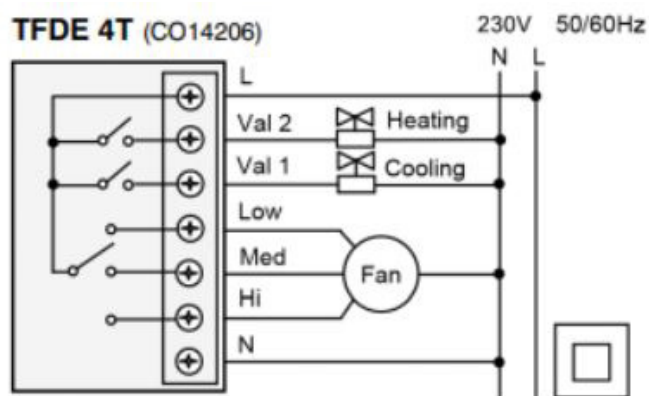 TFDE 4T (CO14206)
230V 50/60Hz
N L
L
Val 2 Heating
Val 1 Cooling
Low
Med
Fan
Hi
N